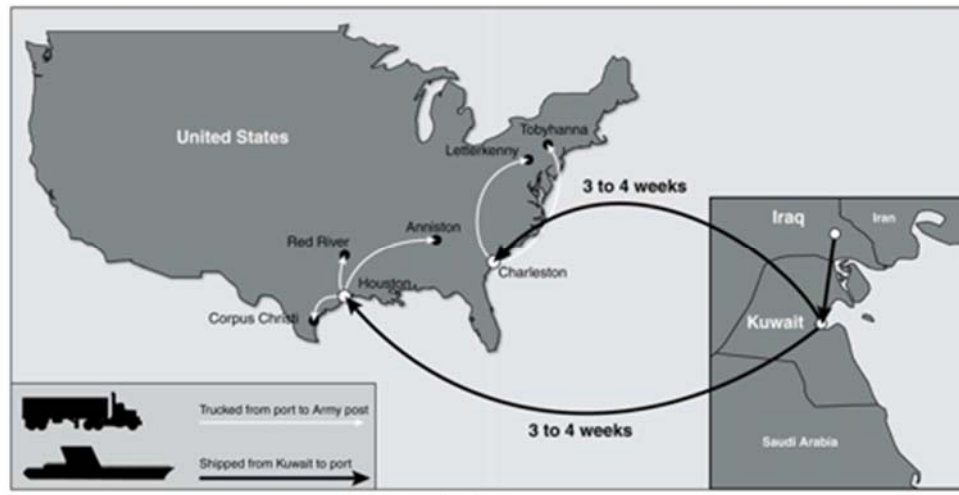 United States
Tobyhanna
Letterkenny
3 to 4 weeks
Iraq
Iran
Anniston
Red River
Charleston
Houston
Corpus Christi
Kuwait
3 to 4 weeks
Saudi Arabia
Trucked from port to Army post
Shipped from Kuwait to port